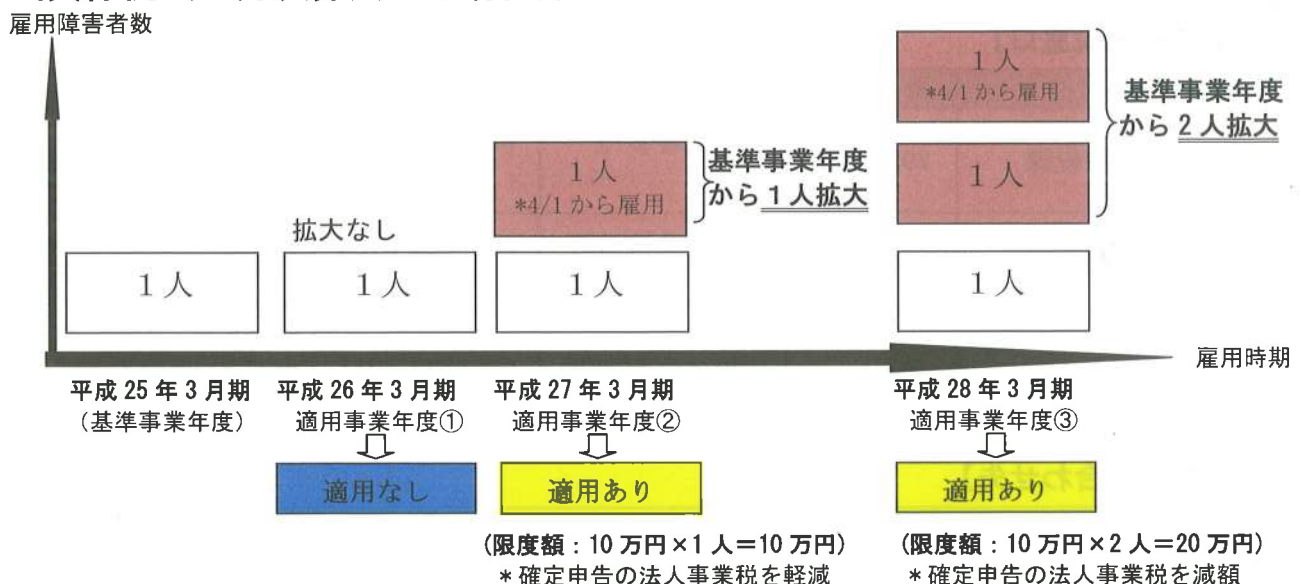 雇用障害者数
1人
*4/1から雇用
1人
基準事業年度
から2人拡大
1人
*4/1から雇用
基準事業年度
から1人拡大
拡大なし
1人
1人
1人
1人
雇用時期
平成25年3月期
(基準事業年度)
平成26年3月期
適用事業年度①
平成27年3月期
適用事業年度②
平成28年3月期
適用事業年度③
適用なし
適用あり
適用あり
(限度額:10万円×1人=10万円)
*確定申告の法人事業税を軽減
(限度額:10万円×2人=20万円)
*確定申告の法人事業税を減額